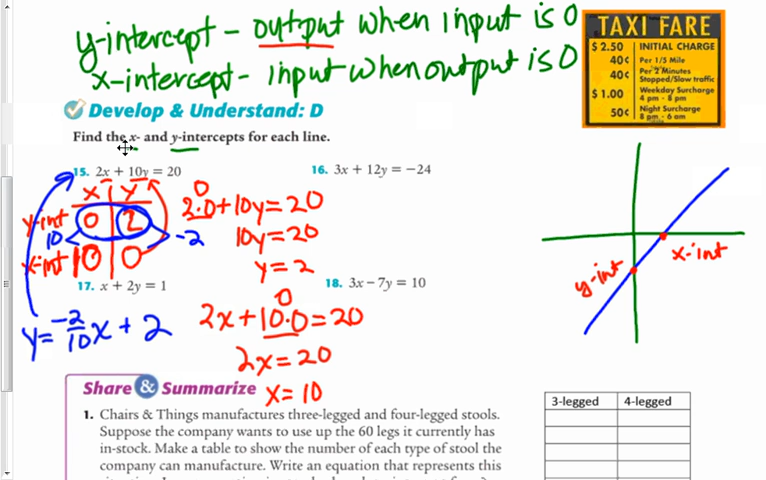 y-intercept - output when input is 0
x-intercept - input when output is 0
TAXI FARE
$ 2.50 INITIAL CHARGE
40¢ Per 1/5 Mile
40¢ Per 2 Minutes
Stopped/Slow traffic
$ 1.00 Weekday Surcharge
4 pm - 8 pm
50¢ Night Surcharge
8 pm - 6 am
Develop & Understand: D
Find the x- and y-intercepts for each line.
15. 2x + 10y = 20
16. 3x + 12y = −24
x y
y-int 0 2
10 -2
x-int 10 0
0
2·0+10y=20
10y=20
y=2
17. x + 2y = 1
18. 3x − 7y = 10
y=-2/10x+2
0
2x+10·0=20
2x=20
x=10
y-int
x-int
Share & Summarize
1. Chairs & Things manufactures three-legged and four-legged stools.
Suppose the company wants to use up the 60 legs it currently has
in-stock. Make a table to show the number of each type of stool the
company can manufacture. Write an equation that represents this
3-legged 4-legged